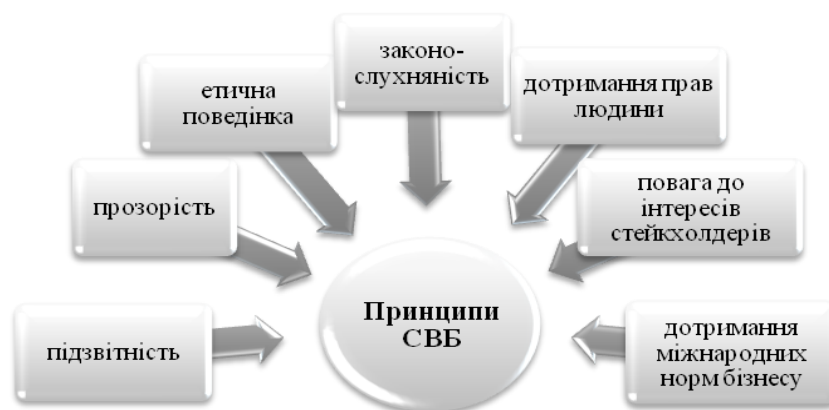 законо-
слухняність
етична
поведінка
дотримання прав
людини
прозорість
повага до
інтересів
стейкхолдерів
підзвітність
Принципи
СВБ
дотримання
міжнародних
норм бізнесу